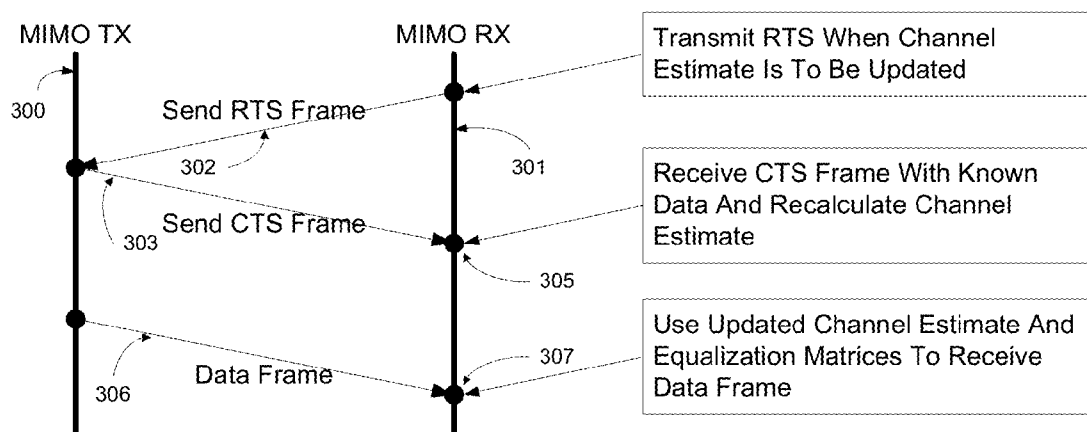 MIMO TX
MIMO RX
Transmit RTS When Channel
Estimate Is To Be Updated
300
Send RTS Frame
302
301
Receive CTS Frame With Known
Data And Recalculate Channel
Estimate
303
Send CTS Frame
305
Use Updated Channel Estimate And
Equalization Matrices To Receive
Data Frame
307
306
Data Frame